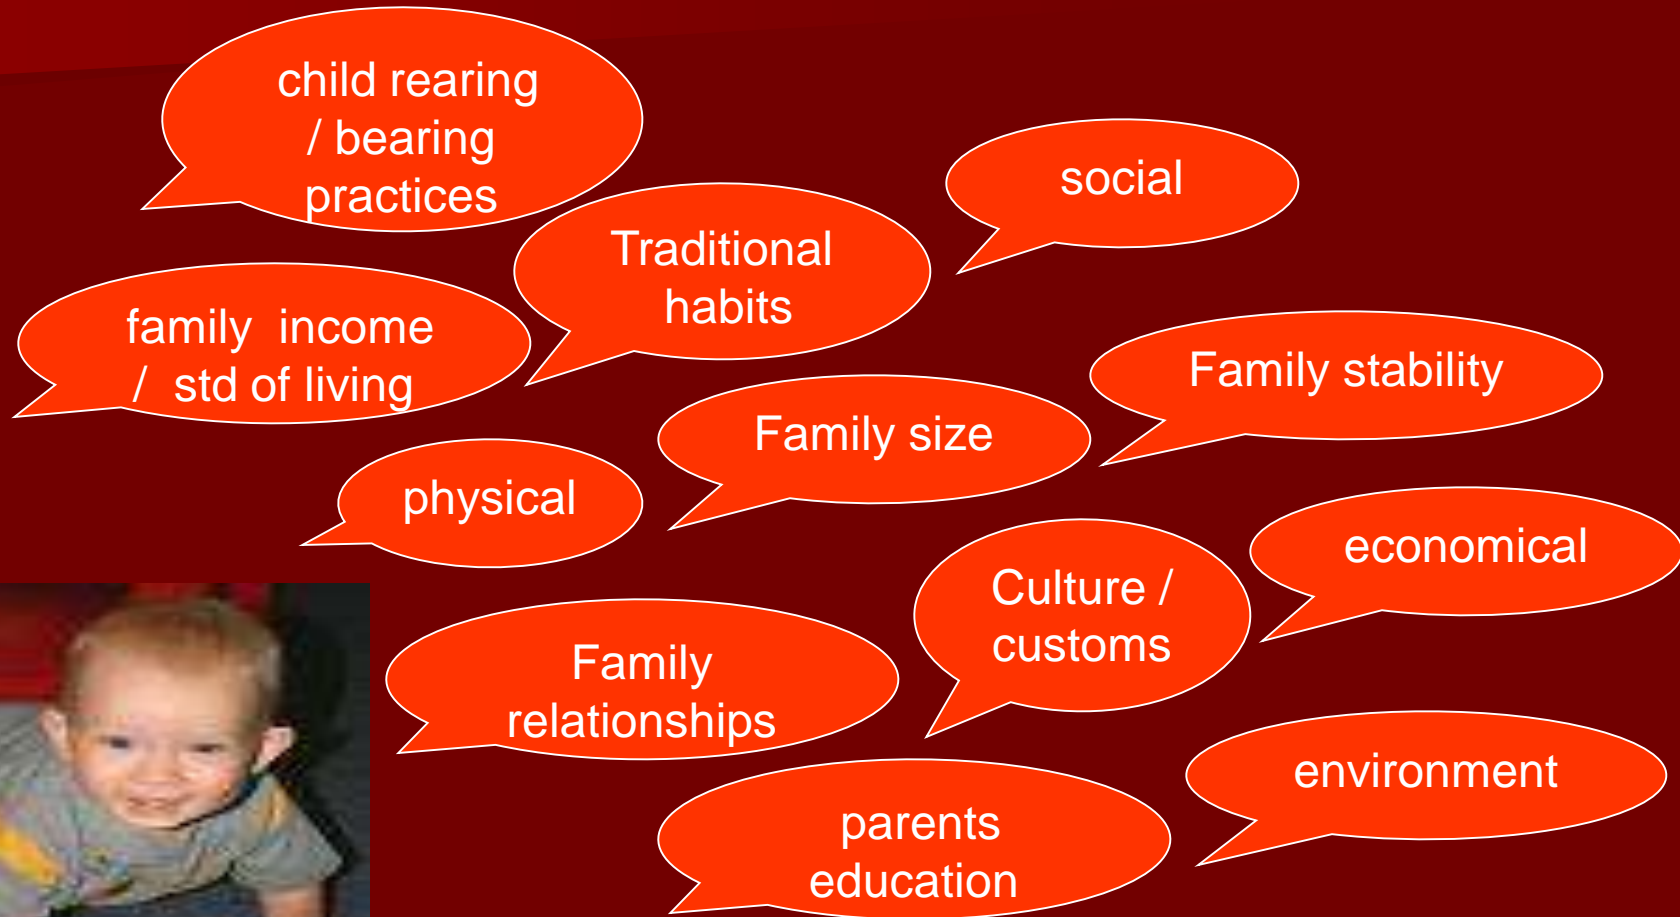 child rearing
/ bearing
practices
social
Traditional
habits
family  income
/  std of living
Family stability
Family size
physical
economical
Culture /
customs
Family
relationships
environment
parents
education